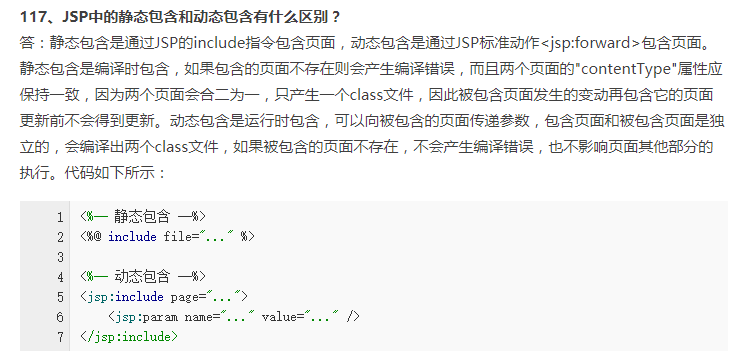 117、JSP中的静态包含和动态包含有什么区别？
答：静态包含是通过JSP的include指令包含页面，动态包含是通过JSP标准动作<jsp:forward>包含页面。
静态包含是编译时包含，如果包含的页面不存在则会产生编译错误，而且两个页面的"contentType"属性应
保持一致，因为两个页面会合二为一，只产生一个class文件，因此被包含页面发生的变动再包含它的页面
更新前不会得到更新。动态包含是运行时包含，可以向被包含的页面传递参数，包含页面和被包含页面是独
立的，会编译出两个class文件，如果被包含的页面不存在，不会产生编译错误，也不影响页面其他部分的
执行。代码如下所示：
1 <%-- 静态包含 --%>
2 <%@ include file="..." %>
3
4 <%-- 动态包含 --%>
5 <jsp:include page="...">
6     <jsp:param name="..." value="..." />
7 </jsp:include>